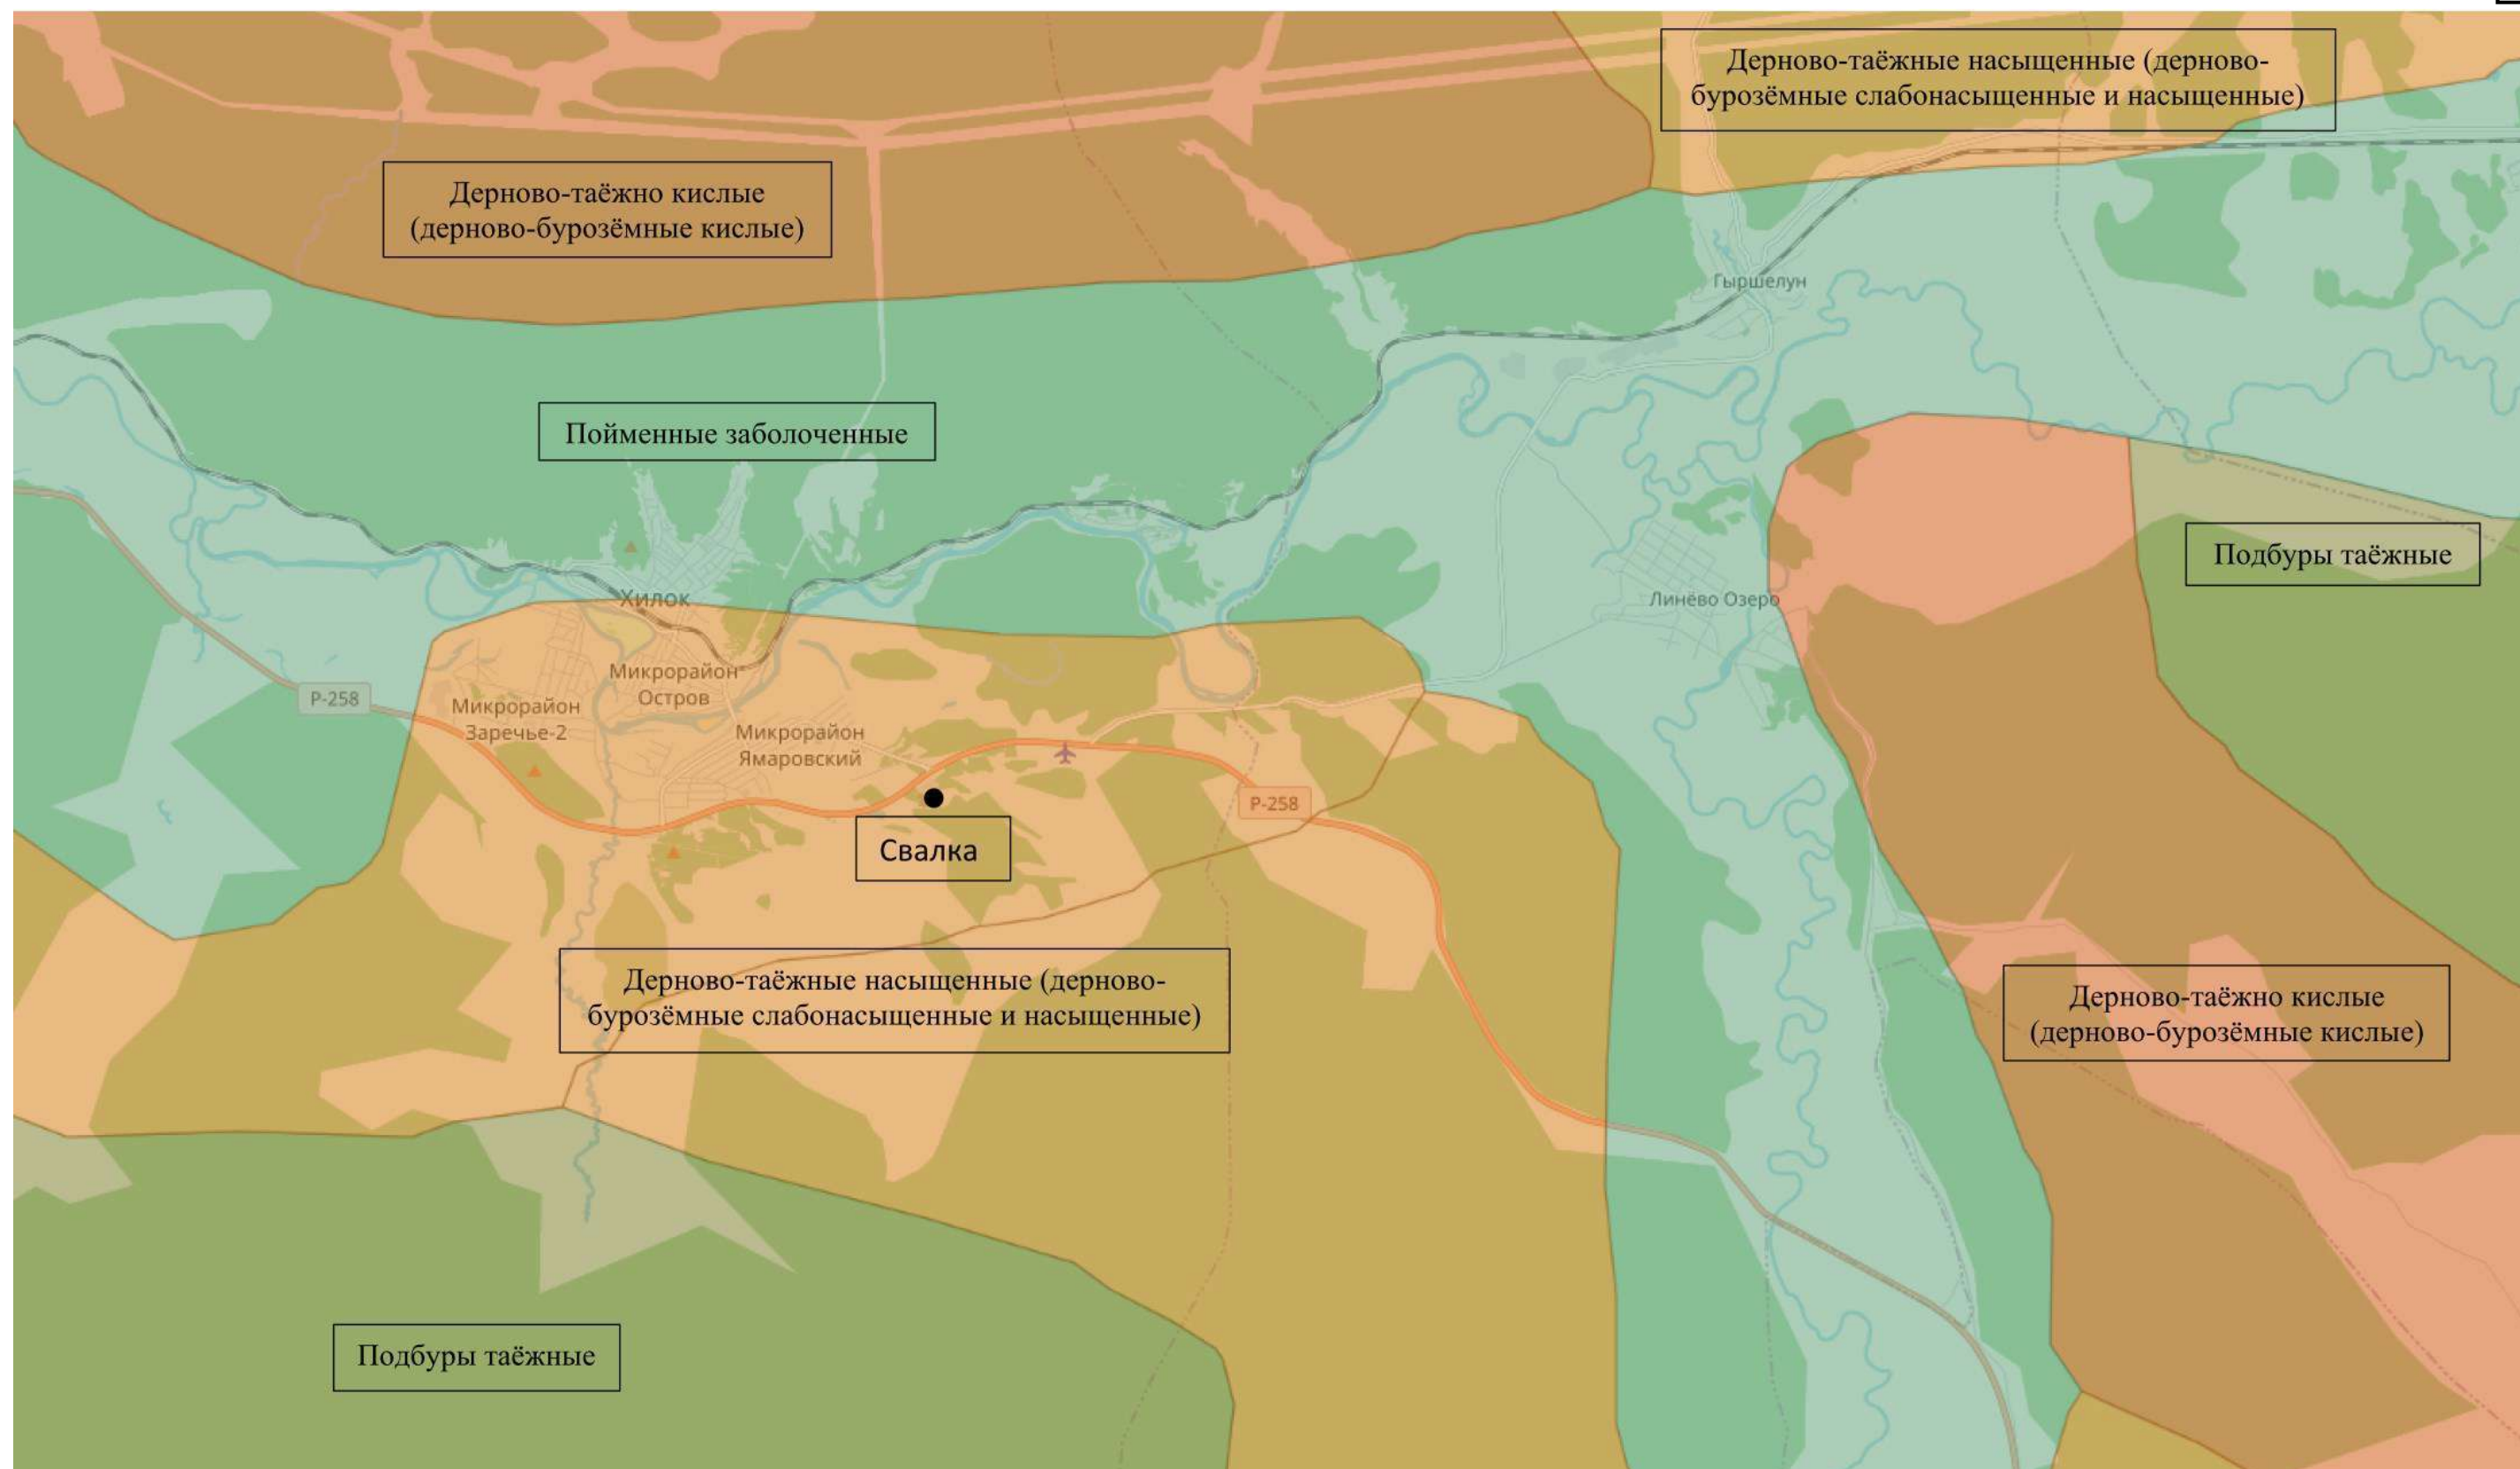 Дерново-таёжные насыщенные (дерново-
бурозёмные слабонасыщенные и насыщенные)
Дерново-таёжно кислые
(дерново-бурозёмные кислые)
Гыршелун
Пойменные заболоченные
Подбуры таёжные
Хилок
Линёво Озеро
Микрорайон
Остров
Р-258
Микрорайон
Заречье-2
Микрорайон
Ямаровский
Р-258
Свалка
Дерново-таёжные насыщенные (дерново-
бурозёмные слабонасыщенные и насыщенные)
Дерново-таёжно кислые
(дерново-бурозёмные кислые)
Подбуры таёжные